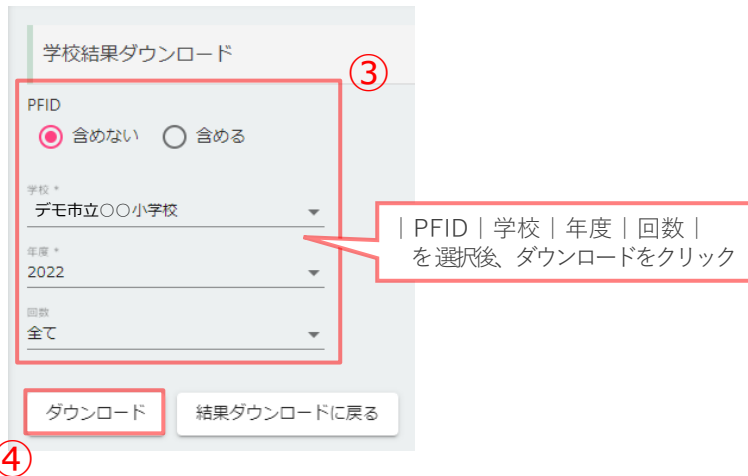 学校結果ダウンロード
③
PFID
含めない 含める
学校 *
デモ市立○○小学校
年度 *
2022
回数
全て
｜PFID｜学校｜年度｜回数｜
を選択後、ダウンロードをクリック
ダウンロード 結果ダウンロードに戻る
④